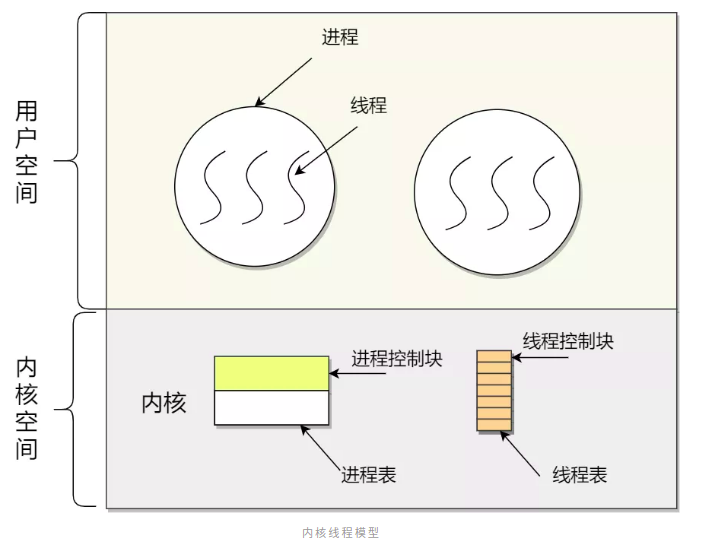 进程
线程
用户空间
线程控制块
进程控制块
内核
内核空间
进程表
线程表
内核线程模型